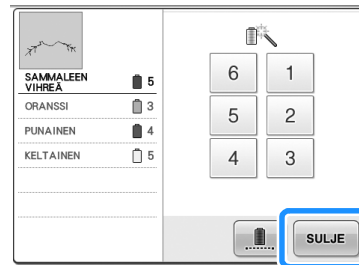 SAMMALEEN
VIHREÄ 5
ORANSSI 3
PUNAINEN 4
KELTAINEN 5
6 1
5 2
4 3
SULJE